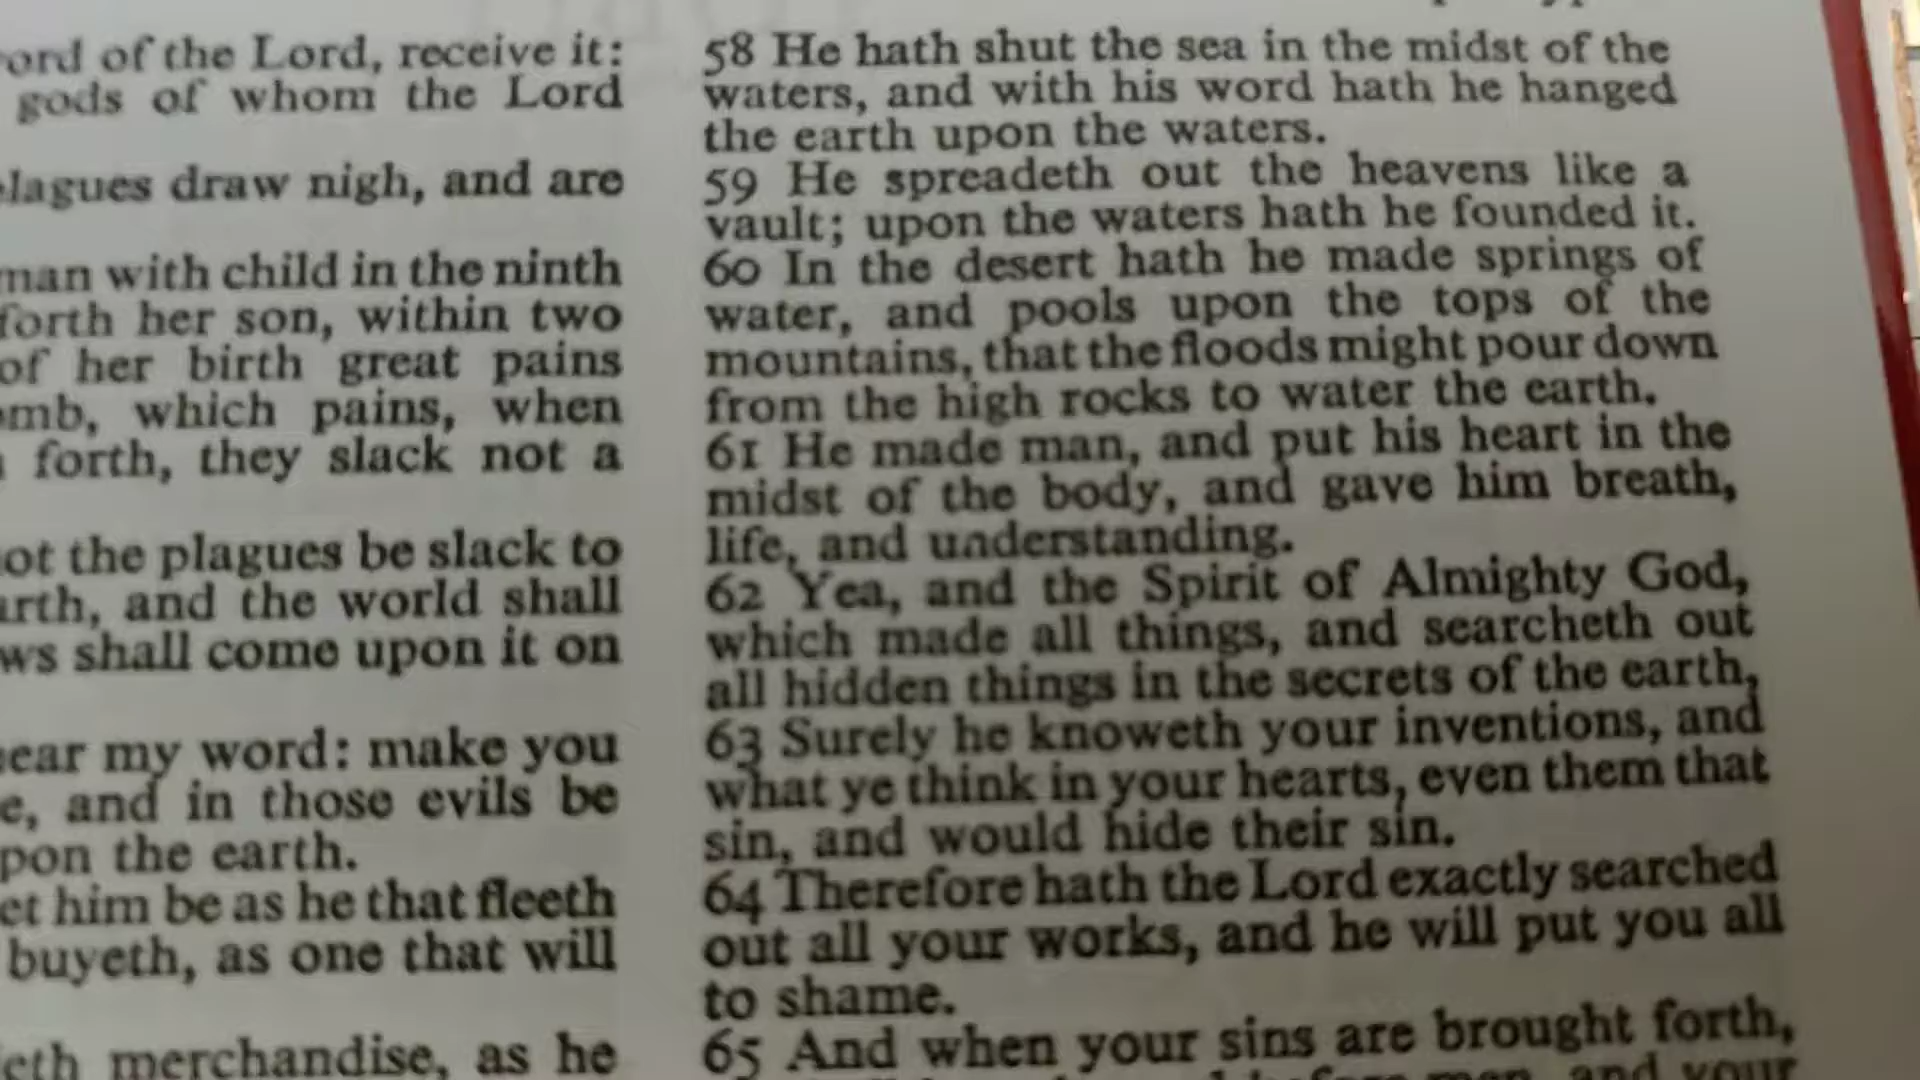 ord of the Lord, receive it:
gods of whom the Lord
lagues draw nigh, and are
man with child in the ninth
forth her son, within two
of her birth great pains
mb, which pains, when
forth, they slack not a
ot the plagues be slack to
rth, and the world shall
ws shall come upon it on
ear my word: make you
e, and in those evils be
pon the earth.
et him be as he that fleeth
buyeth, as one that will
eth merchandise, as he
58 He hath shut the sea in the midst of the
waters, and with his word hath he hanged
the earth upon the waters.
59 He spreadeth out the heavens like a
vault; upon the waters hath he founded it.
60 In the desert hath he made springs of
water, and pools upon the tops of the
mountains, that the floods might pour down
from the high rocks to water the earth.
61 He made man, and put his heart in the
midst of the body, and gave him breath,
life, and understanding.
62 Yea, and the Spirit of Almighty God,
which made all things, and searcheth out
all hidden things in the secrets of the earth,
63 Surely he knoweth your inventions, and
what ye think in your hearts, even them that
sin, and would hide their sin.
64 Therefore hath the Lord exactly searched
out all your works, and he will put you all
to shame.
65 And when your sins are brought forth,
before men, and your